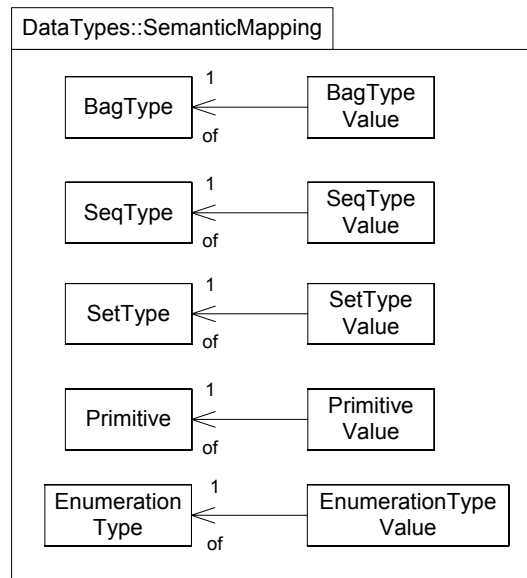 DataTypes::SemanticMapping
1
BagType
BagType
Value
of
1
SeqType
SeqType
Value
of
1
SetType
SetType
Value
of
1
Primitive
Primitive
Value
of
1
Enumeration
Type
EnumerationType
Value
of